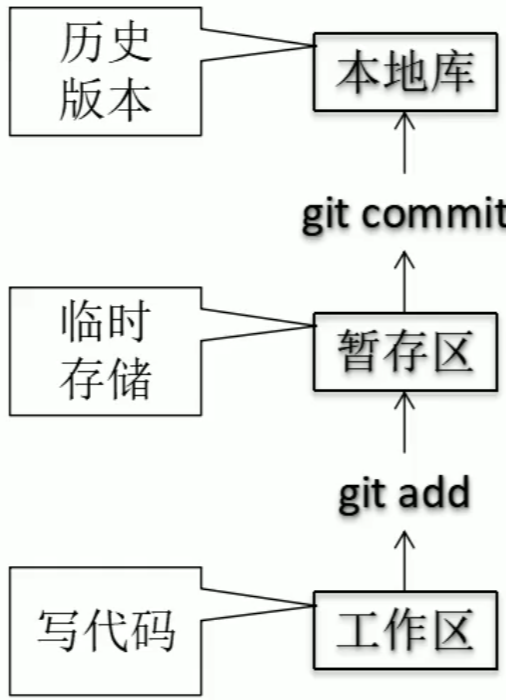 历史
版本
本地库
git commit
临时
存储
暂存区
git add
写代码
工作区